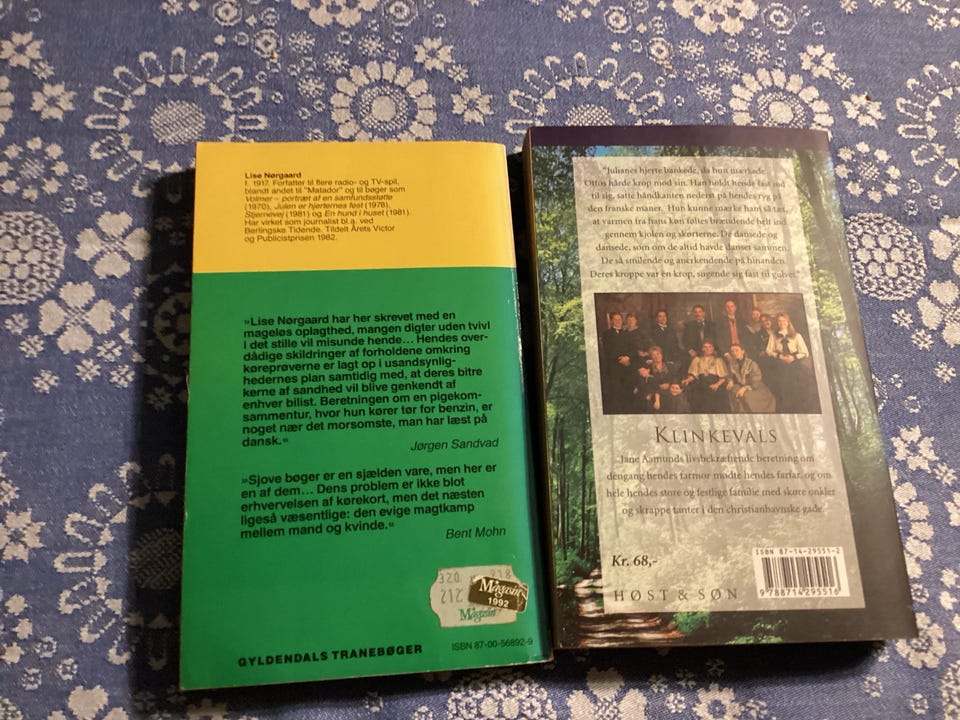 Lise Nørgaard
f. 1917. Forfatter til flere radio- og TV-spil,
blandt andet til "Matador" og til bøger som
Volmer – portræt af en samfundsstøtte
(1970), Julen er hjerternes fest (1978),
Stjernevej (1981) og En hund i huset (1981).
Har virket som journalist bl.a. ved
Berlingske Tidende. Tildelt Årets Victor
og Publicistprisen 1982.
»Lise Nørgaard har her skrevet med en
mageløs oplagthed, mangen digter uden tvivl
i det stille vil misunde hende... Hendes over-
dådige skildringer af forholdene omkring
køreprøverne er lagt op i usandsynlig-
hedernes plan samtidig med, at deres bitre
kerne af sandhed vil blive genkendt af
enhver bilist. Beretningen om en pigekom-
sammentur, hvor hun kører tør for benzin, er
noget nær det morsomste, man har læst på
dansk.«
Jørgen Sandvad
»Sjove bøger er en sjælden vare, men her er
en af dem... Dens problem er ikke blot
erhvervelsen af kørekort, men det næsten
ligeså væsentlige: den evige magtkamp
mellem mand og kvinde.«
Bent Mohn
320 218
212
Magasin
1992
Magasin
ISBN 87-00-56892-9
GYLDENDALS TRANEBØGER
"Julianes hjerte bankede, da hun mærkede
Ottos hårde krop mod sin. Han holdt hende fast ind
til sig, satte håndkanten nederst på hendes ryg på
den franske manér. Hun kunne mærke ham så tæt,
at varmen fra hans køn føltes brændende helt ind
gennem kjolen og skørterne. De dansede og
dansede, som om de altid havde danset sammen.
De så smilende og anerkendende på hinanden.
Deres kroppe var en krop, sugende sig fast til gulvet."
KLINKEVALS
Jane Aamunds livsbekræftende beretning om
dengang hendes farmor mødte hendes farfar, og om
hele hendes store og festlige familie med skøre onkler
og skrappe tanter i den christianhavnske gade.
Kr. 68,-
HØST & SØN
ISBN 87-14-29551-2
9788714295516